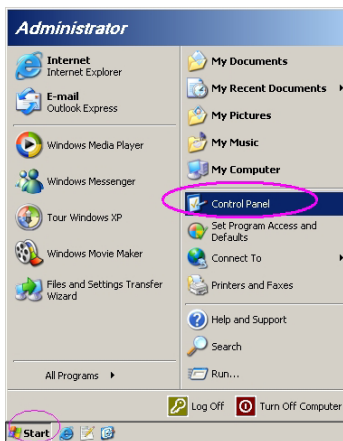 Administrator
Internet
Internet Explorer
E-mail
Outlook Express
Windows Media Player
Windows Messenger
Tour Windows XP
Windows Movie Maker
Files and Settings Transfer
Wizard
All Programs
My Documents
My Recent Documents
My Pictures
My Music
My Computer
Control Panel
Set Program Access and
Defaults
Connect To
Printers and Faxes
Help and Support
Search
Run...
Log Off
Turn Off Computer
Start